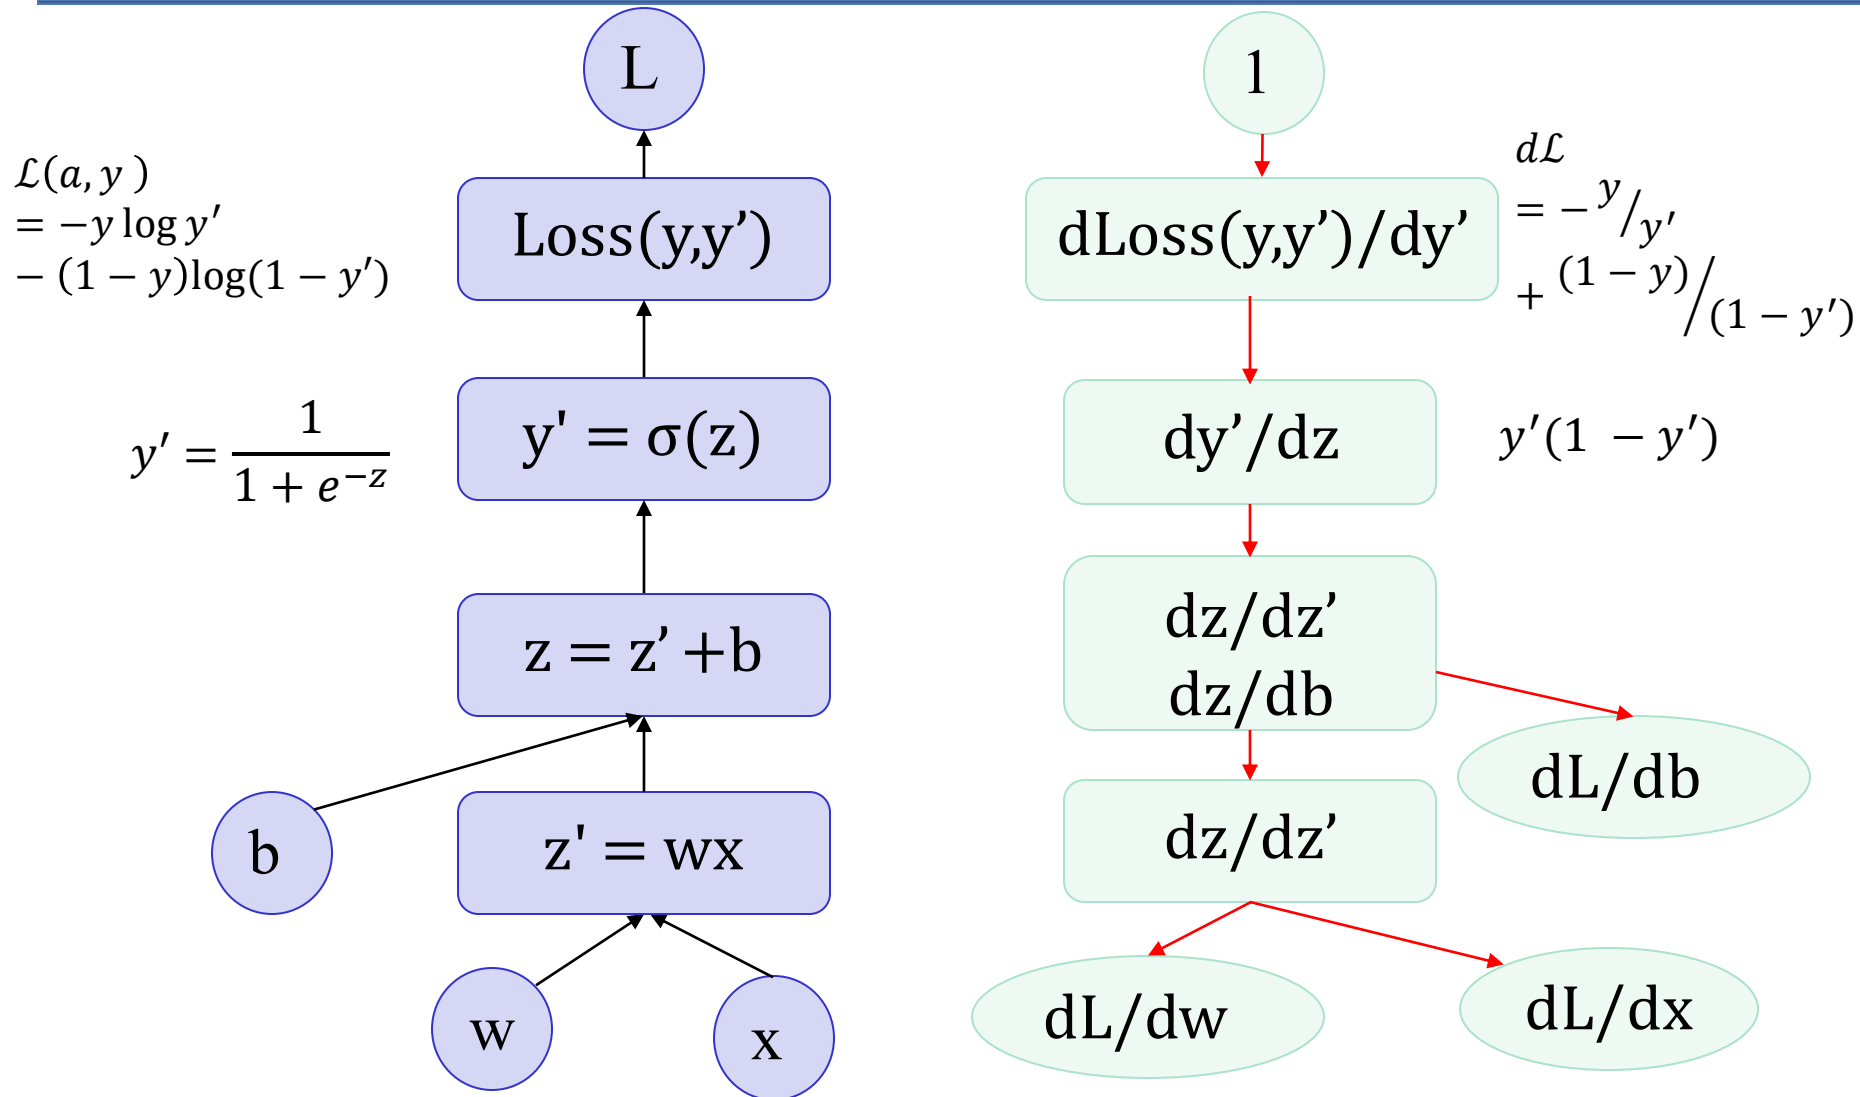 L
ℒ(a, y )
= −y log y′
− (1 − y)log(1 − y′)
Loss(y,y’)
y′ = 1 / 1 + e^−z
y' = σ(z)
z = z’ +b
b
z' = wx
w
x
1
dLoss(y,y’)/dy’
dℒ
= − y/y′
+ (1 − y)/(1 − y′)
dy’/dz
y′(1 − y′)
dz/dz’
dz/db
dL/db
dz/dz’
dL/dw
dL/dx